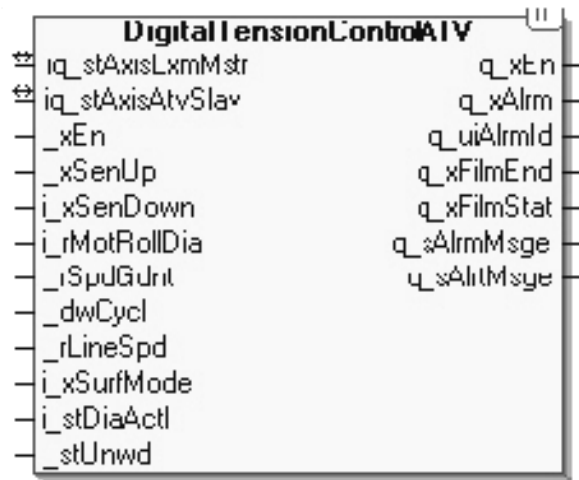 DigitalTensionControlATV
iq_stAxisLxmMstr
q_xEn
iq_stAxisAtvSlav
q_xAlrm
_xEn
q_uiAlrmId
_xSenUp
q_xFilmEnd
i_xSenDown
q_xFilmStat
i_rMotRollDia
q_sAlrmMsge
_rSpdGdnt
q_sAlrtMsge
_dwCycl
_rLineSpd
i_xSurfMode
i_stDiaActl
_stUnwd